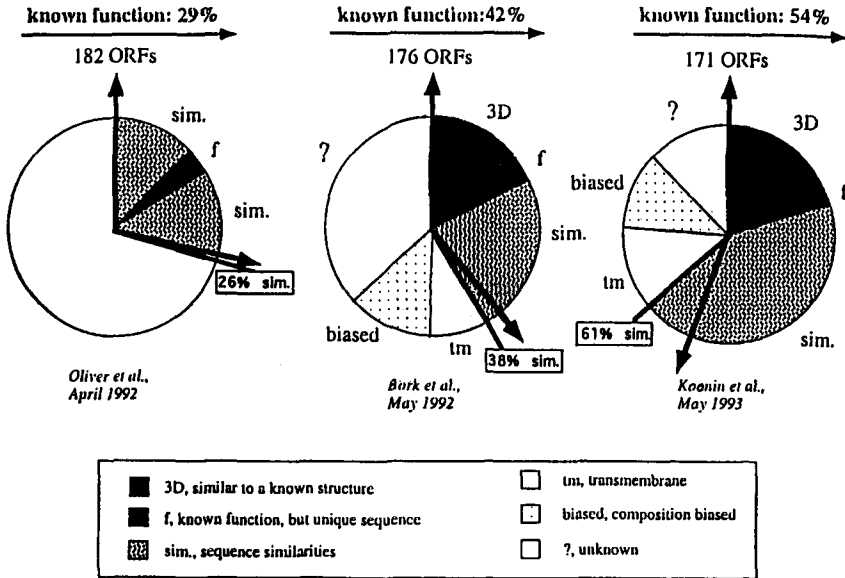 known function: 29%
182 ORFs
sim.
f
sim.
26% sim.
Oliver et al.,
April 1992
known function:42%
176 ORFs
3D
f
sim.
?
biased
tm
38% sim.
Bork et al.,
May 1992
known function: 54%
171 ORFs
?
3D
f
biased
tm
61% sim.
sim.
Koonin et al.,
May 1993
3D, similar to a known structure
f, known function, but unique sequence
sim., sequence similarities
tm, transmembrane
biased, composition biased
?, unknown